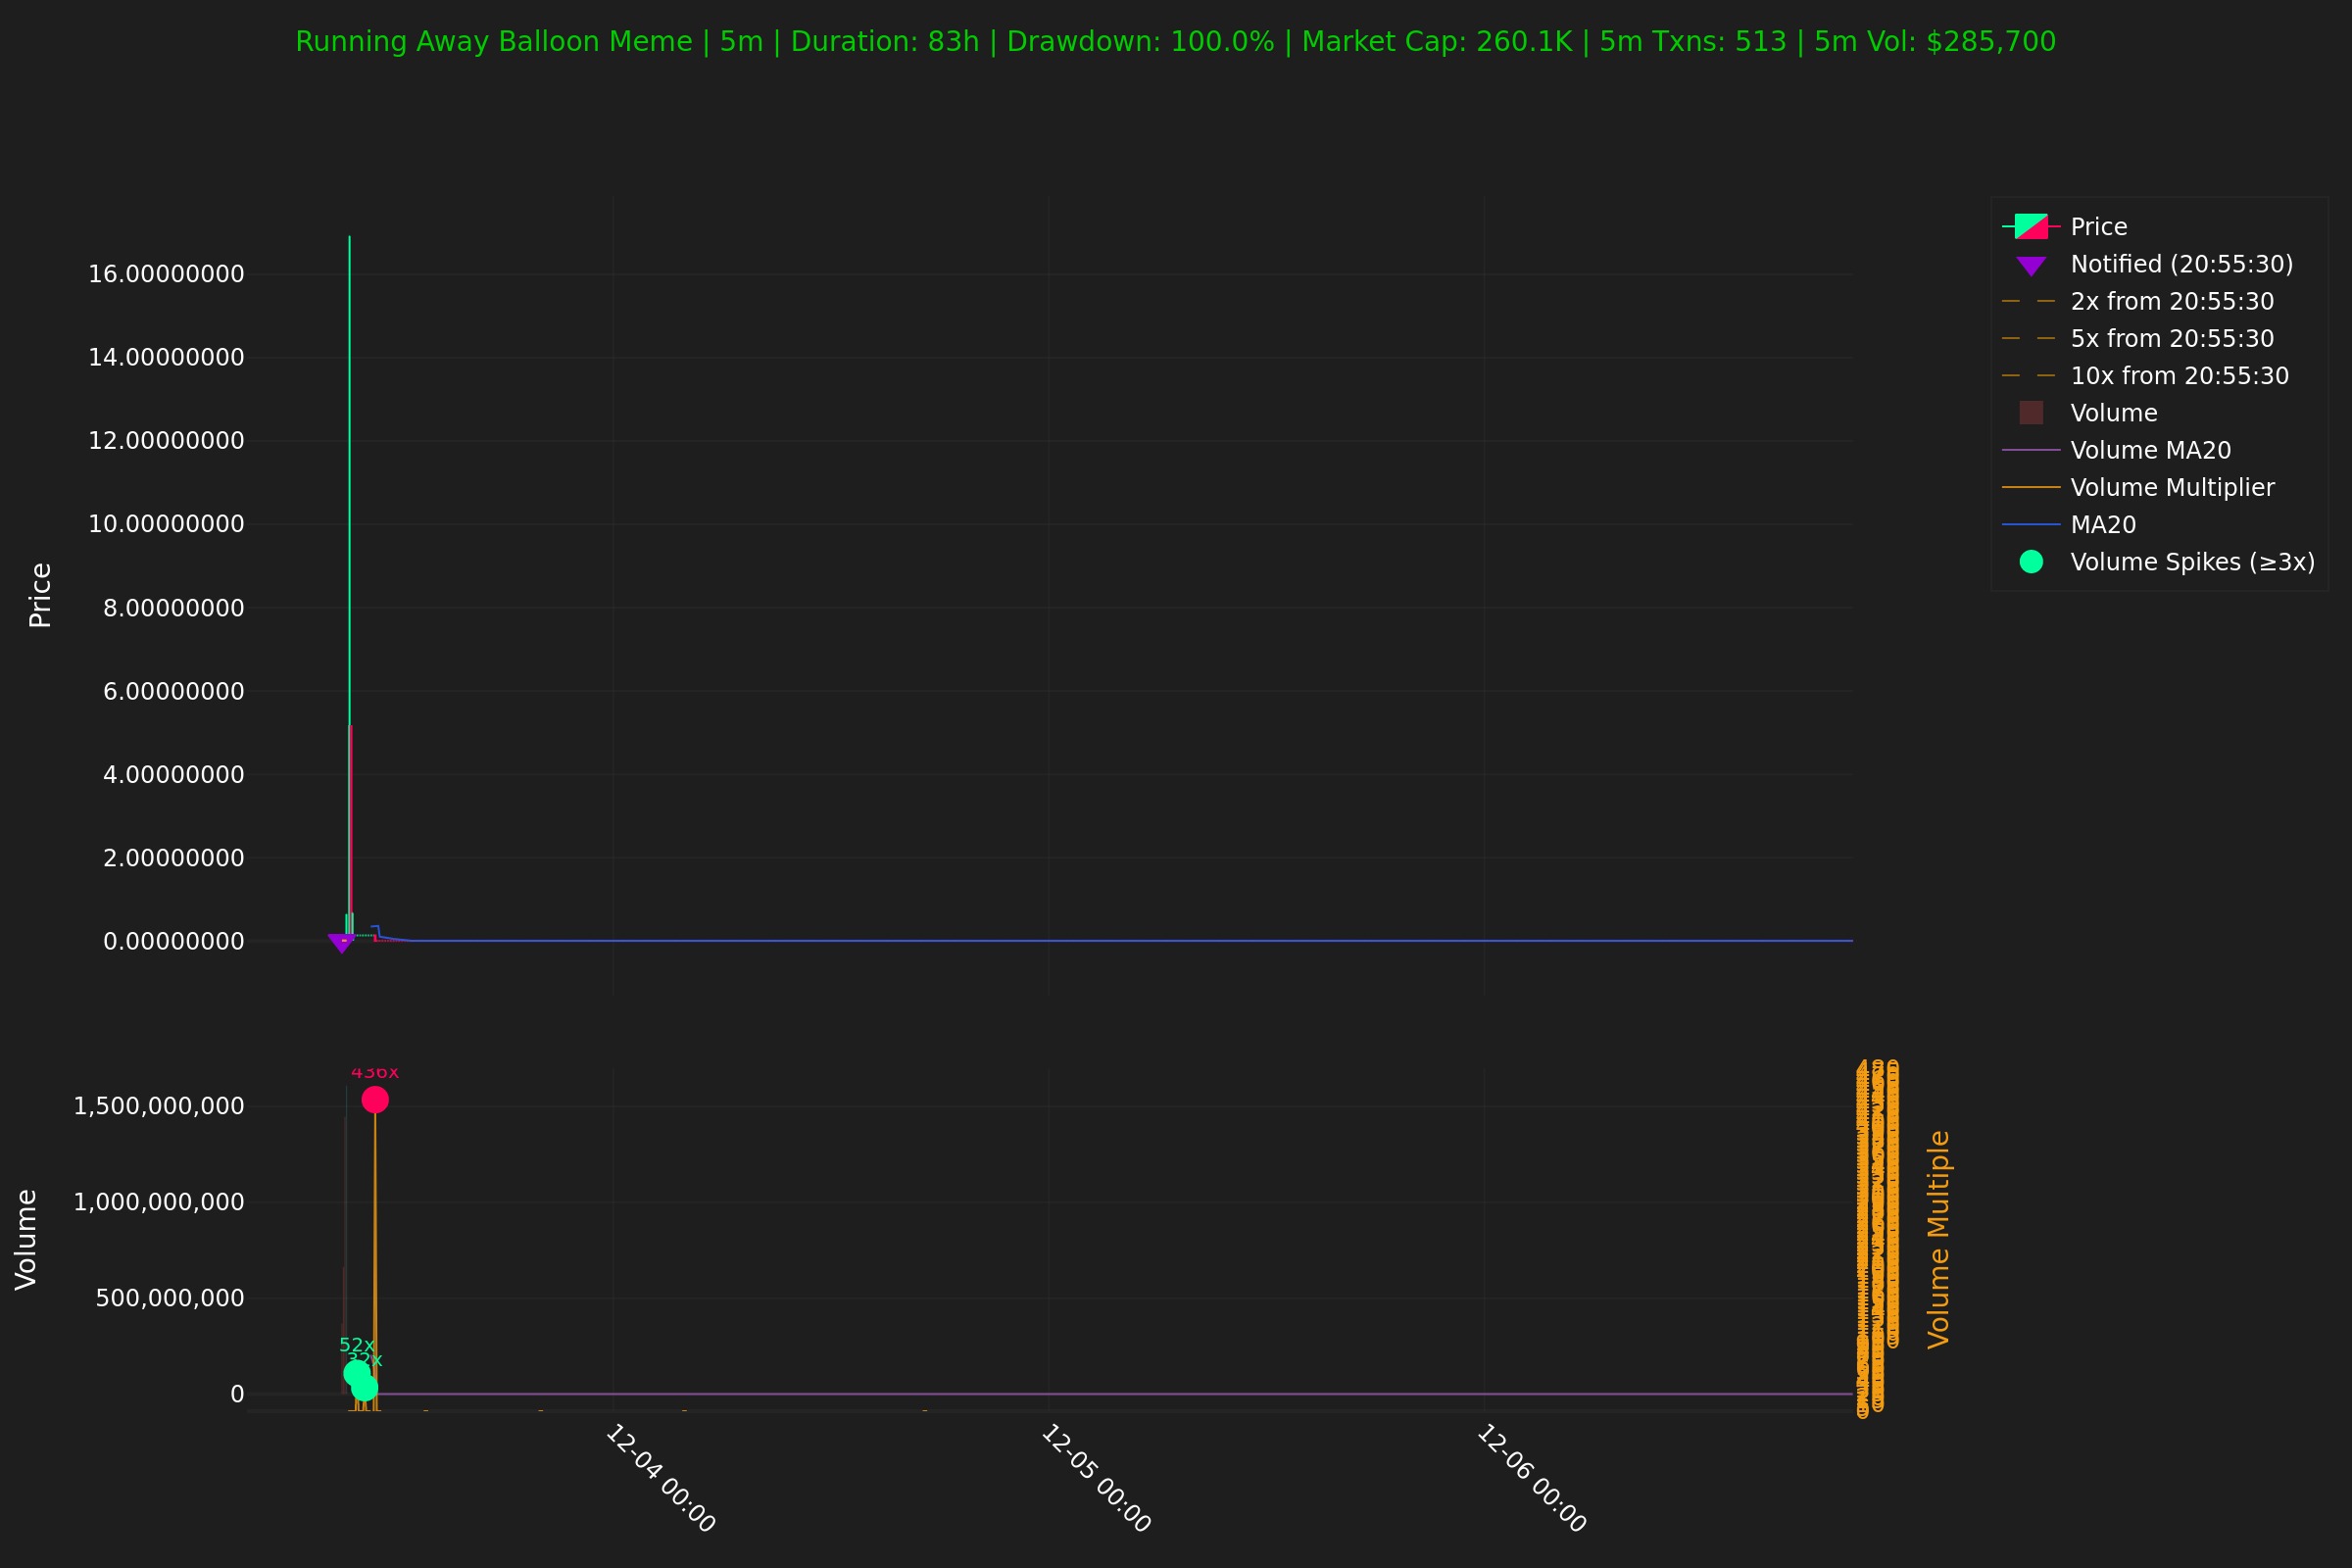 Running Away Balloon Meme | 5m | Duration: 83h | Drawdown: 100.0% | Market Cap: 260.1K | 5m Txns: 513 | 5m Vol: $285,700
Price
16.00000000
14.00000000
12.00000000
10.00000000
8.00000000
6.00000000
4.00000000
2.00000000
0.00000000
Price
Notified (20:55:30)
2x from 20:55:30
5x from 20:55:30
10x from 20:55:30
Volume
Volume MA20
Volume Multiplier
MA20
Volume Spikes (≥3x)
Volume
1,500,000,000
1,000,000,000
500,000,000
0
436x
52x
32x
Volume Multiple
12-04 00:00
12-05 00:00
12-06 00:00